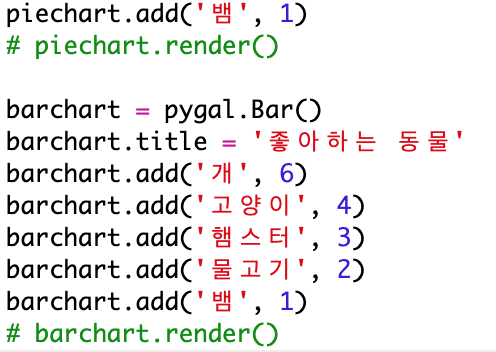 piechart.add('뱀', 1)
# piechart.render()
barchart = pygal.Bar()
barchart.title = '좋아하는 동물'
barchart.add('개', 6)
barchart.add('고양이', 4)
barchart.add('햄스터', 3)
barchart.add('물고기', 2)
barchart.add('뱀', 1)
# barchart.render()